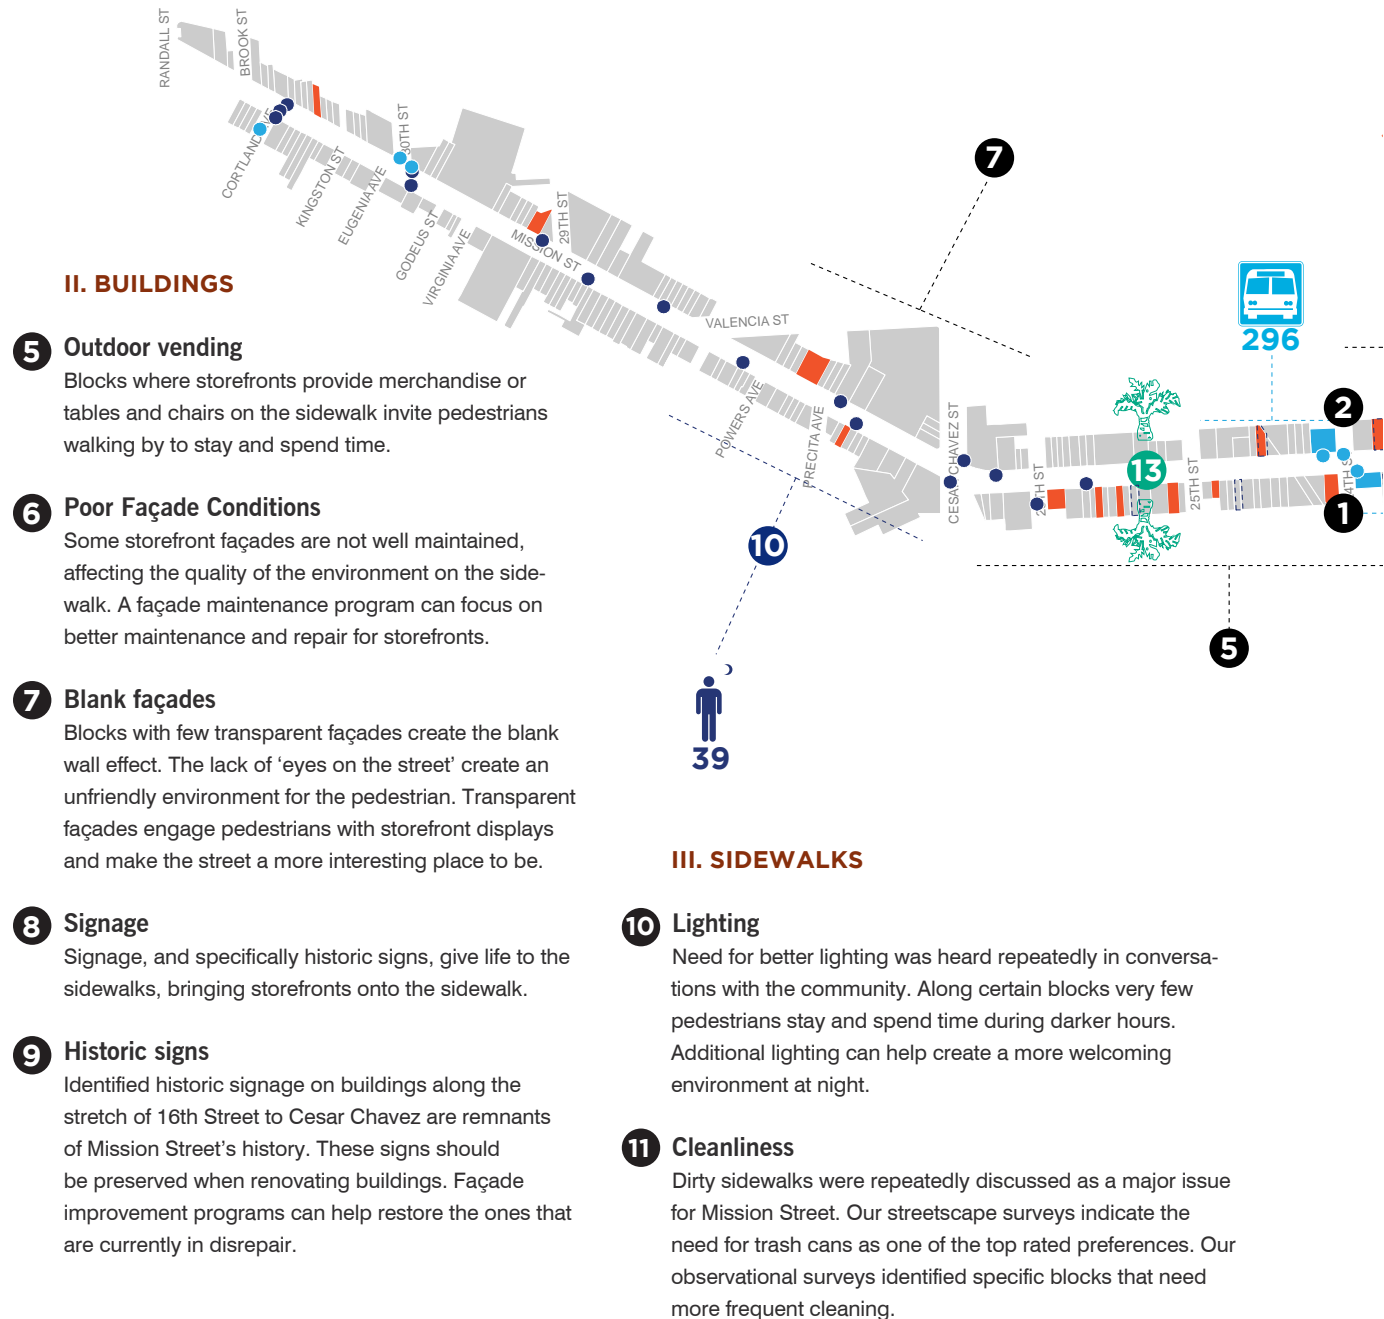 RANDALL ST
BROOK ST
CORTLAND AVE
KINGSTON ST
EUGENIA AVE
30TH ST
GODEUS ST
VIRGINIA AVE
29TH ST
MISSION ST
VALENCIA ST
POWERS AVE
PRECITA AVE
CESAR CHAVEZ ST
25TH ST
7
296
2
13
1
10
5
39
II. BUILDINGS
5 Outdoor vending
Blocks where storefronts provide merchandise or
tables and chairs on the sidewalk invite pedestrians
walking by to stay and spend time.
6 Poor Façade Conditions
Some storefront façades are not well maintained,
affecting the quality of the environment on the side-
walk. A façade maintenance program can focus on
better maintenance and repair for storefronts.
7 Blank façades
Blocks with few transparent façades create the blank
wall effect. The lack of ‘eyes on the street’ create an
unfriendly environment for the pedestrian. Transparent
façades engage pedestrians with storefront displays
and make the street a more interesting place to be.
8 Signage
Signage, and specifically historic signs, give life to the
sidewalks, bringing storefronts onto the sidewalk.
9 Historic signs
Identified historic signage on buildings along the
stretch of 16th Street to Cesar Chavez are remnants
of Mission Street’s history. These signs should
be preserved when renovating buildings. Façade
improvement programs can help restore the ones that
are currently in disrepair.
III. SIDEWALKS
10 Lighting
Need for better lighting was heard repeatedly in conversa-
tions with the community. Along certain blocks very few
pedestrians stay and spend time during darker hours.
Additional lighting can help create a more welcoming
environment at night.
11 Cleanliness
Dirty sidewalks were repeatedly discussed as a major issue
for Mission Street. Our streetscape surveys indicate the
need for trash cans as one of the top rated preferences. Our
observational surveys identified specific blocks that need
more frequent cleaning.